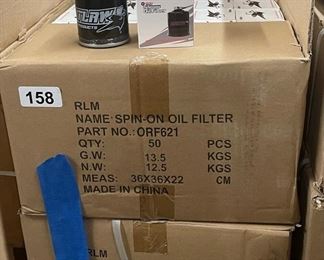 158
RLM
NAME: SPIN-ON OIL FILTER
PART NO.: ORF621
QTY: 50 PCS
G.W: 13.5 KGS
N.W: 12.5 KGS
MEAS: 36X36X22 CM
MADE IN CHINA
RLM